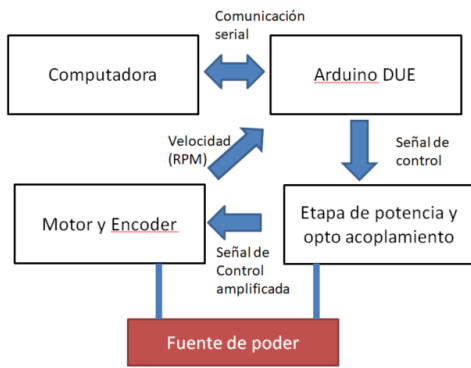 Comunicación
serial
Computadora
Arduino DUE
Velocidad
(RPM)
Señal de
control
Motor y Encoder
Etapa de potencia y
opto acoplamiento
Señal de
Control
amplificada
Fuente de poder